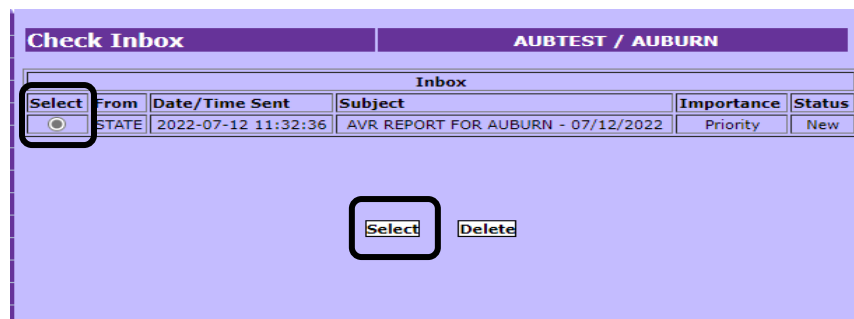 Check Inbox AUBTEST / AUBURN
Inbox
Select From Date/Time Sent Subject Importance Status
STATE 2022-07-12 11:32:36 AVR REPORT FOR AUBURN - 07/12/2022 Priority New
Select Delete